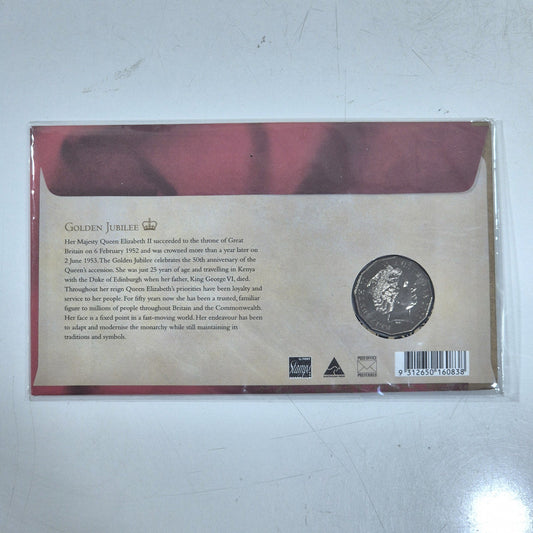 GOLDEN JUBILEE
Her Majesty Queen Elizabeth II succeeded to the throne of Great
Britain on 6 February 1952 and was crowned more than a year later on
2 June 1953. The Golden Jubilee celebrates the 50th anversary of the
Queen's accession. She was just 25 years of age and travelling in Kenya
with the Duke of Edinburgh when her father, King George VI, died.
Throughout her reign Queen Elizabeth's priorities have been loyalty and
service to her people. For fifty years now she has been a trusted, familiar
figure to millions of people throughout Britain and the Commonwealth.
Her face is a fixed point in a fast-moving world. Her endeavour has been
to adapt and modernise the monarchy while still maintaining its
traditions and symbols.
Stamps
POST OFFICE
PREFERRED
9 312650 160838